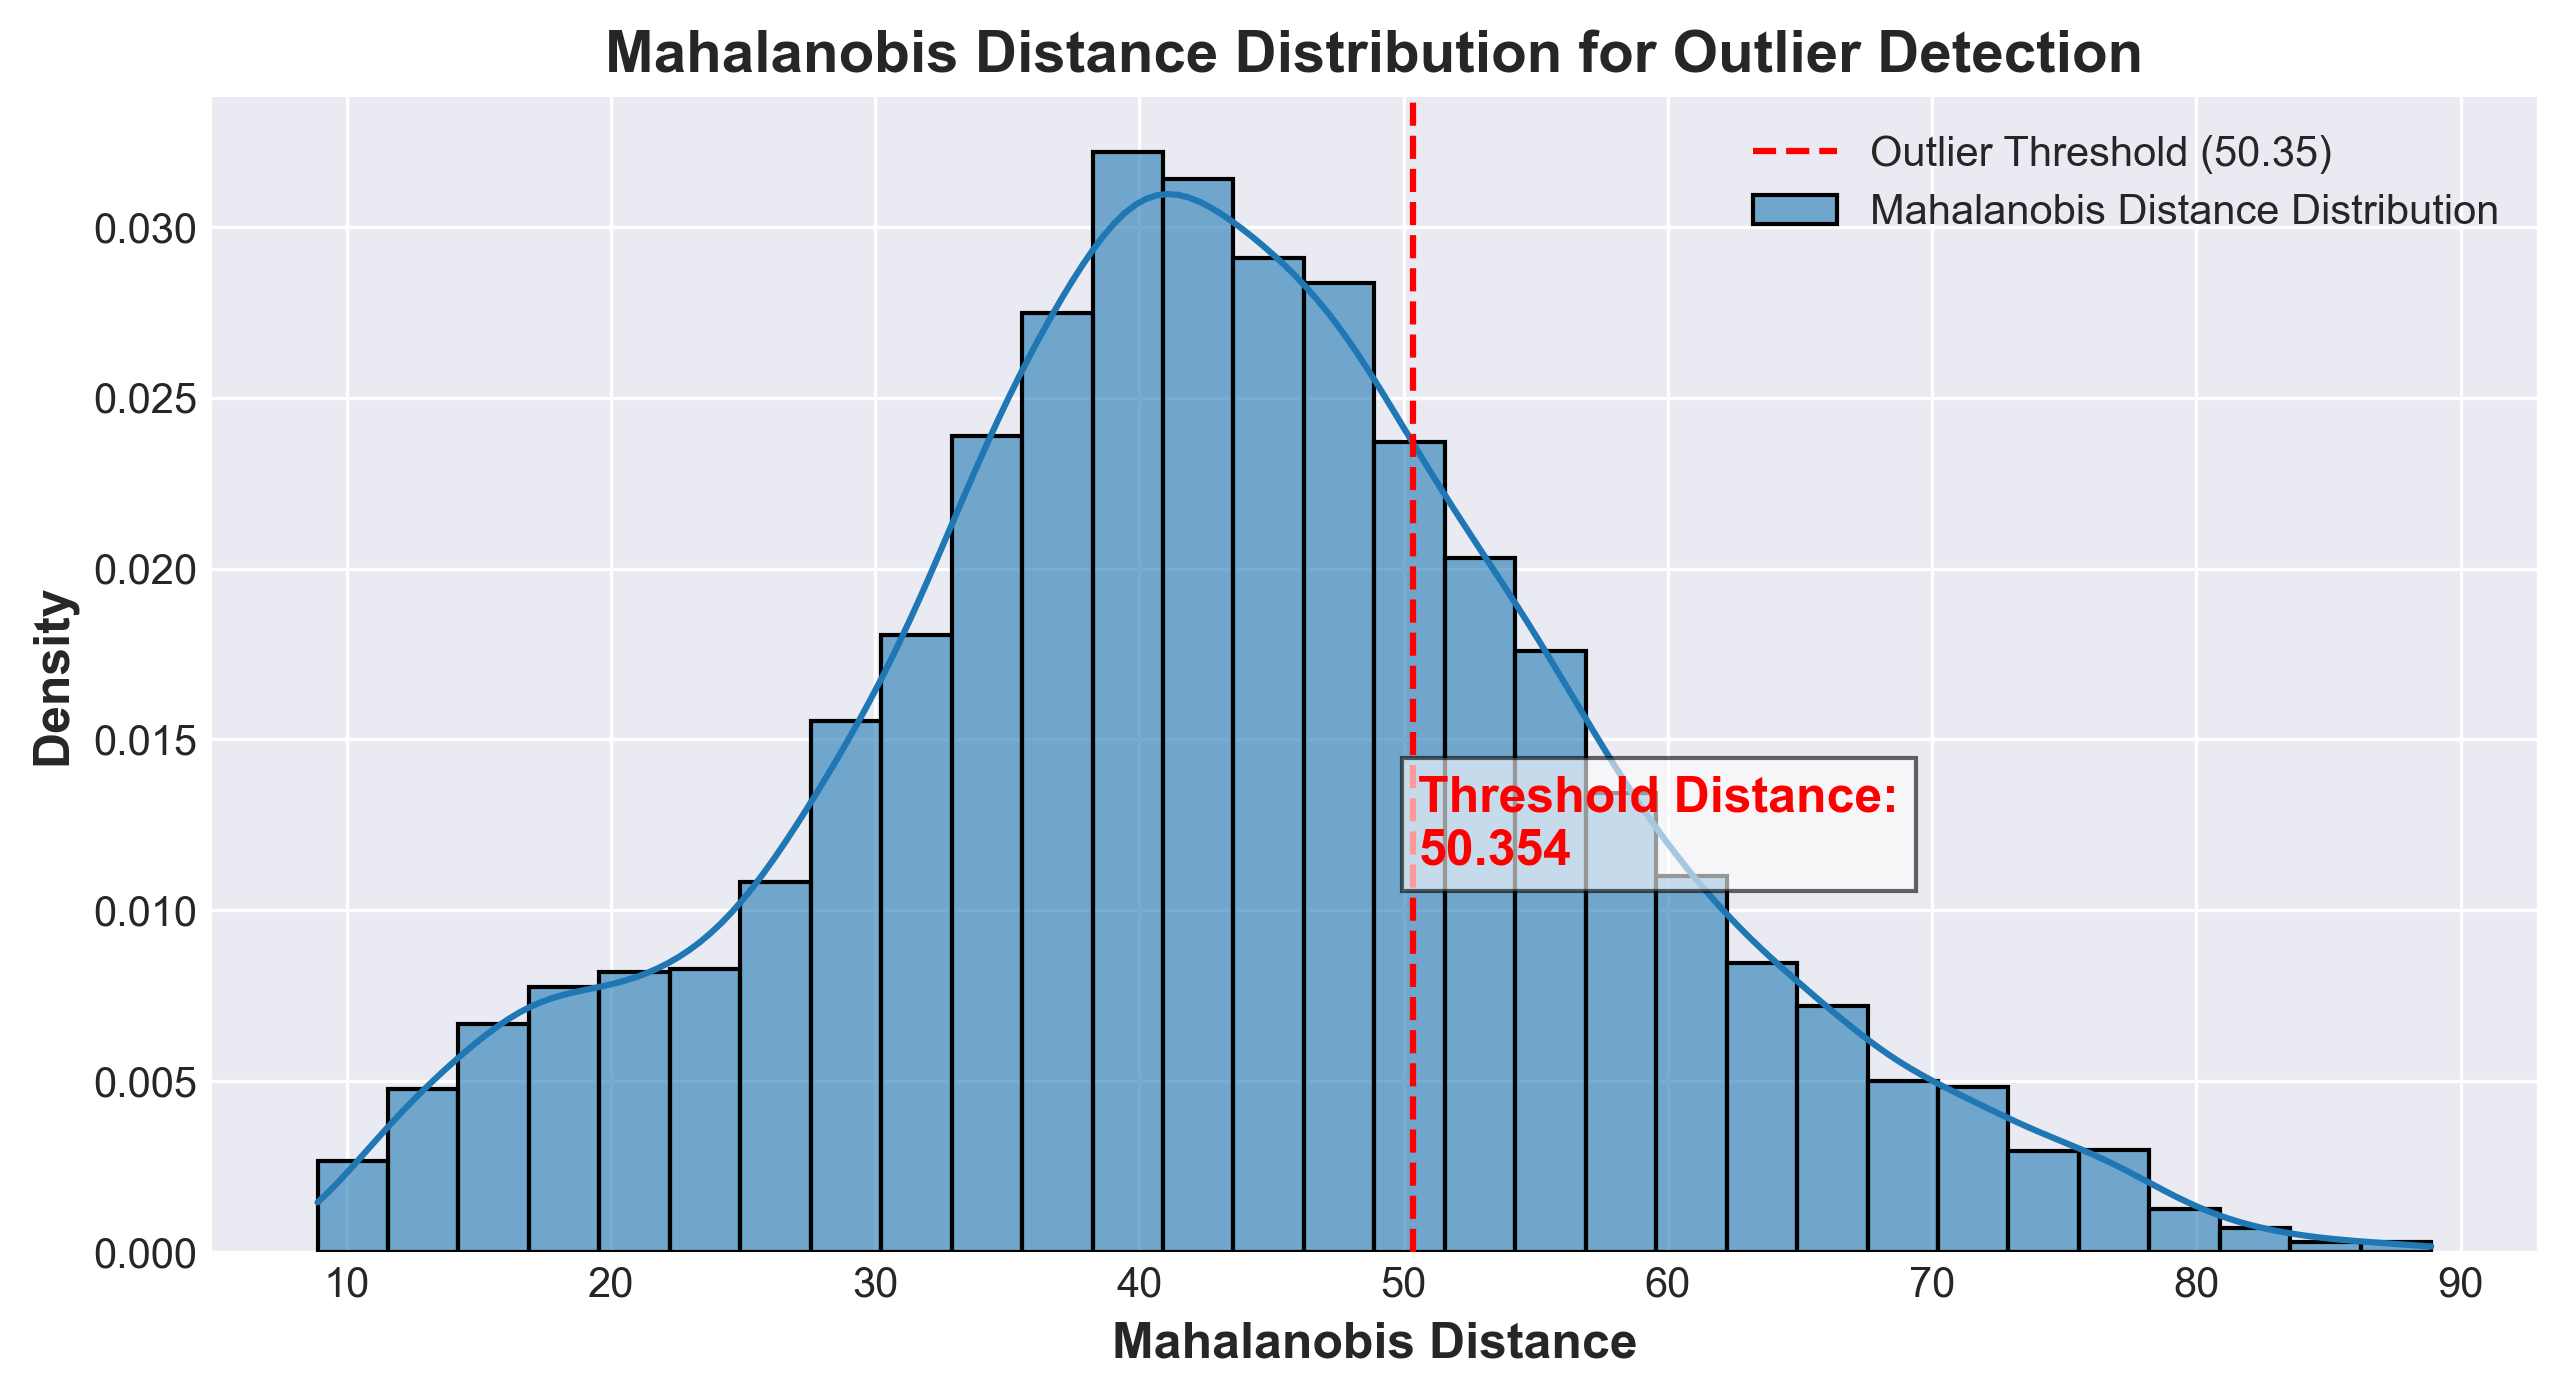 Mahalanobis Distance Distribution for Outlier Detection
Outlier Threshold (50.35)
Mahalanobis Distance Distribution
0.030
0.025
0.020
0.015
0.010
0.005
0.000
Density
Threshold Distance:
50.354
10 20 30 40 50 60 70 80 90
Mahalanobis Distance